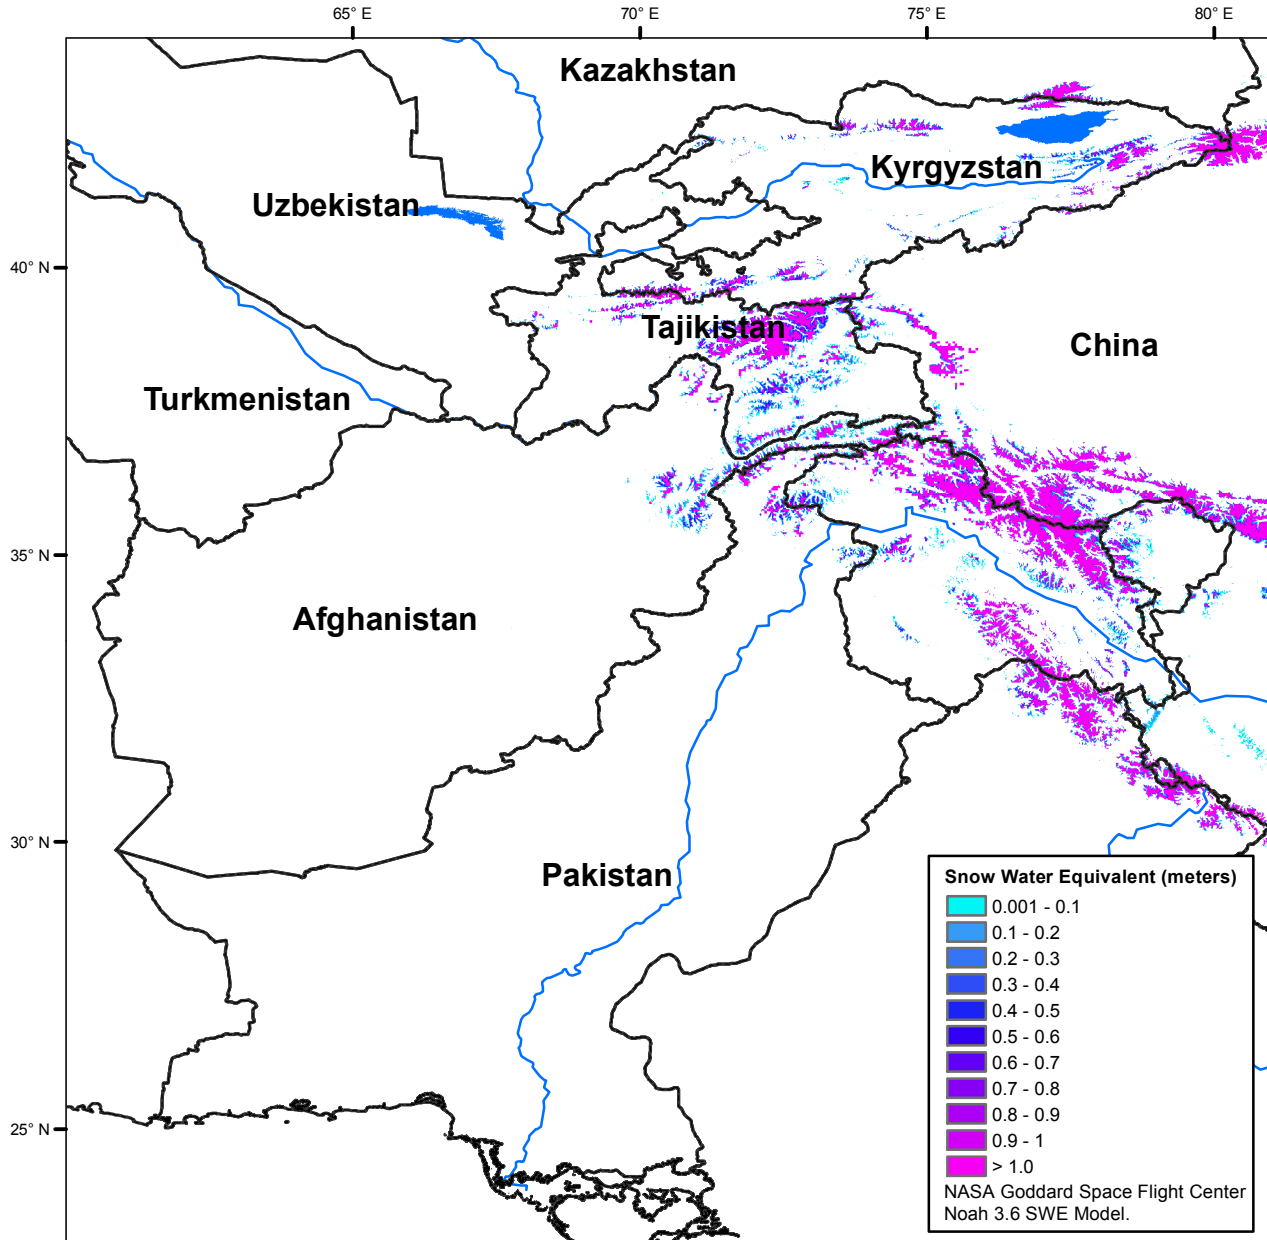 65° E
70° E
75° E
80° E
Kazakhstan
Kyrgyzstan
Uzbekistan
40° N
Tajikistan
China
Turkmenistan
35° N
Afghanistan
30° N
Pakistan
25° N
Snow Water Equivalent (meters)
0.001 - 0.1
0.1 - 0.2
0.2 - 0.3
0.3 - 0.4
0.4 - 0.5
0.5 - 0.6
0.6 - 0.7
0.7 - 0.8
0.8 - 0.9
0.9 - 1
> 1.0
NASA Goddard Space Flight Center
Noah 3.6 SWE Model.